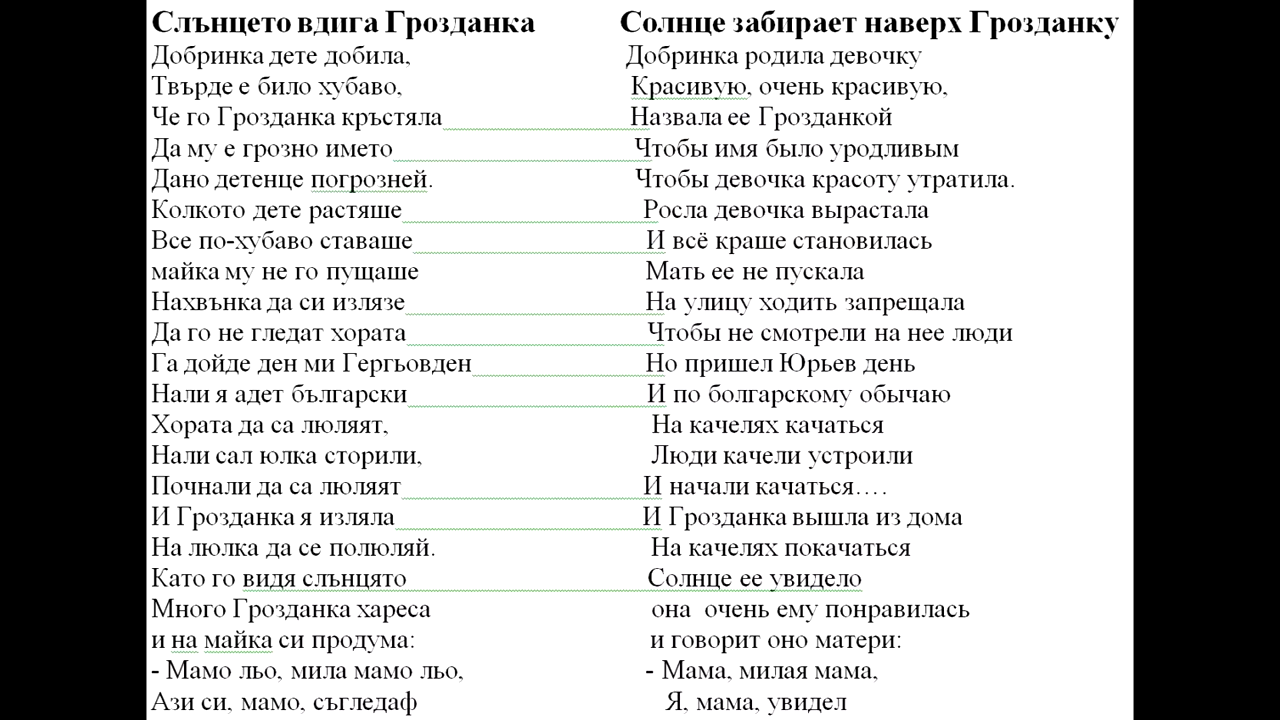 Слънцето вдига Грозданка Солнце забирает наверх Грозданку
Добринка дете добила, Добринка родила девочку
Твърде е било хубаво, Красивую, очень красивую,
Че го Грозданка кръстяла Назвала ее Грозданкой
Да му е грозно името Чтобы имя было уродливым
Дано детенце погрозней. Чтобы девочка красоту утратила.
Колкото дете растяше Росла девочка вырастала
Все по-хубаво ставаше И всё краше становилась
майка му не го пущаше Мать ее не пускала
Нахвънка да си излязе На улицу ходить запрещала
Да го не гледат хората Чтобы не смотрели на нее люди
Га дойде ден ми Гергьовден Но пришел Юрьев день
Нали я адет български И по болгарскому обычаю
Хората да са люляят, На качелях качаться
Нали сал юлка сторили, Люди качели устроили
Почнали да са люляят И начали качаться….
И Грозданка я изляла И Грозданка вышла из дома
На люлка да се полюляй. На качелях покачаться
Като го видя слънцято Солнце ее увидело
Много Грозданка хареса она очень ему понравилась
и на майка си продума: и говорит оно матери:
- Мамо льо, мила мамо льо, - Мама, милая мама,
Ази си, мамо, съгледаф Я, мама, увидел